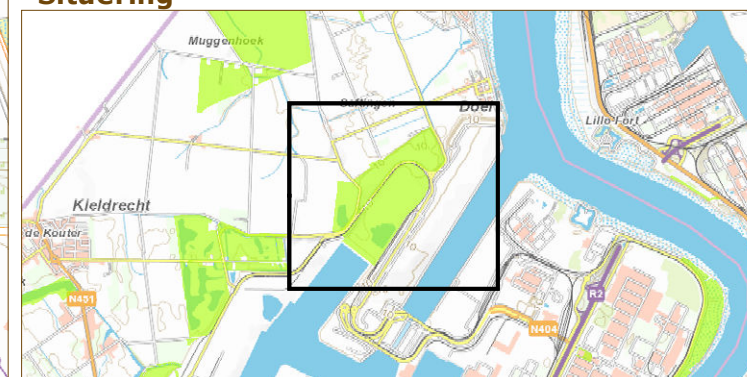 Situering
Muggenhoek
Doel
Lillo Fort
Kieldrecht
de Kouter
N451
R2
N404